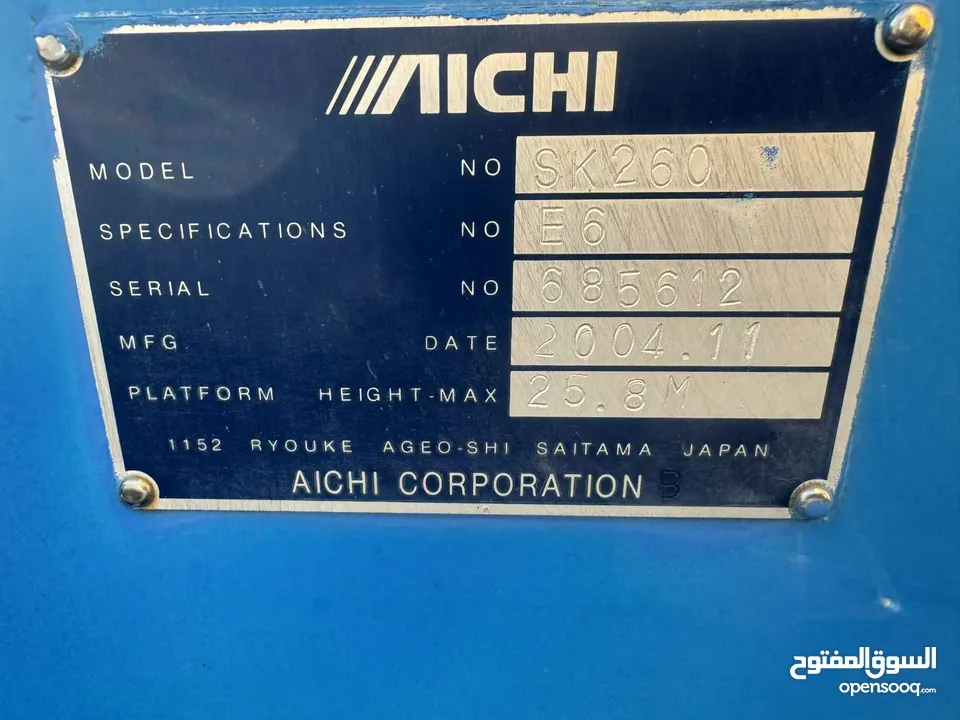 AICHI
MODEL NO SK260
SPECIFICATIONS NO E6
SERIAL NO 685612
MFG DATE 2004.11
PLATFORM HEIGHT-MAX 25.8M
1152 RYOUKE AGEO-SHI SAITAMA JAPAN
AICHI CORPORATION B
السوق المفتوح
opensooq.com